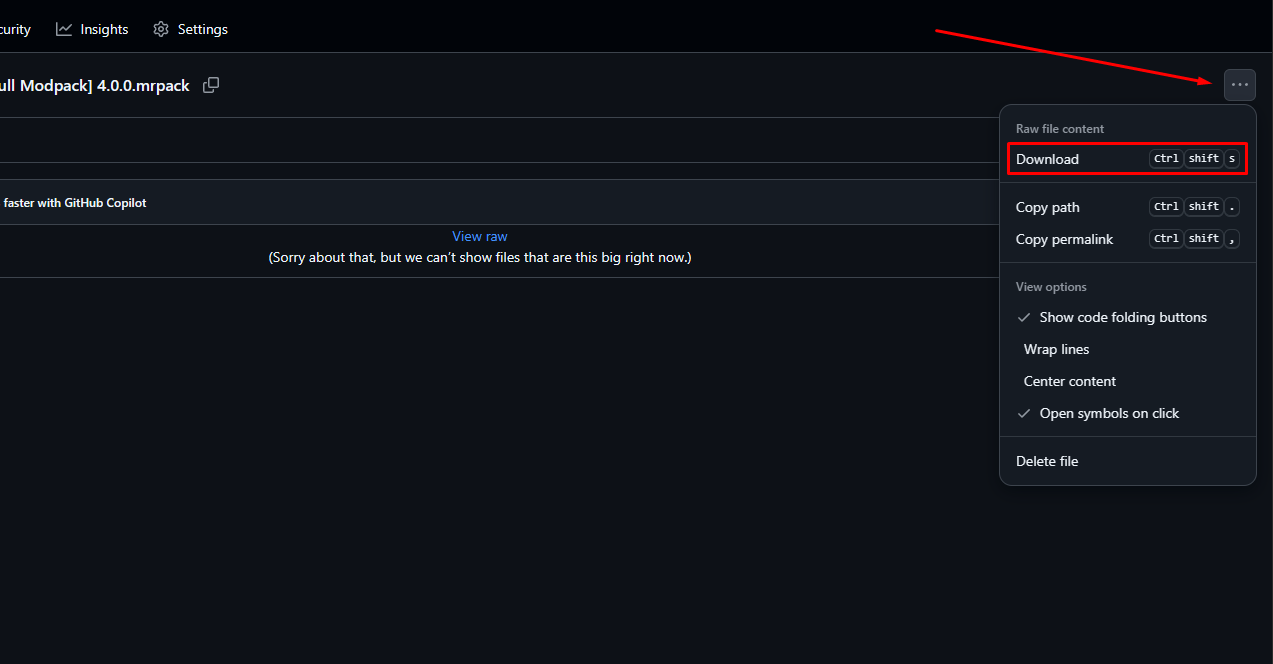 curity Insights Settings
ull Modpack] 4.0.0.mrpack
Raw file content
Download Ctrl shift s
Copy path Ctrl shift .
Copy permalink Ctrl shift ,
faster with GitHub Copilot
View raw
(Sorry about that, but we can't show files that are this big right now.)
View options
Show code folding buttons
Wrap lines
Center content
Open symbols on click
Delete file